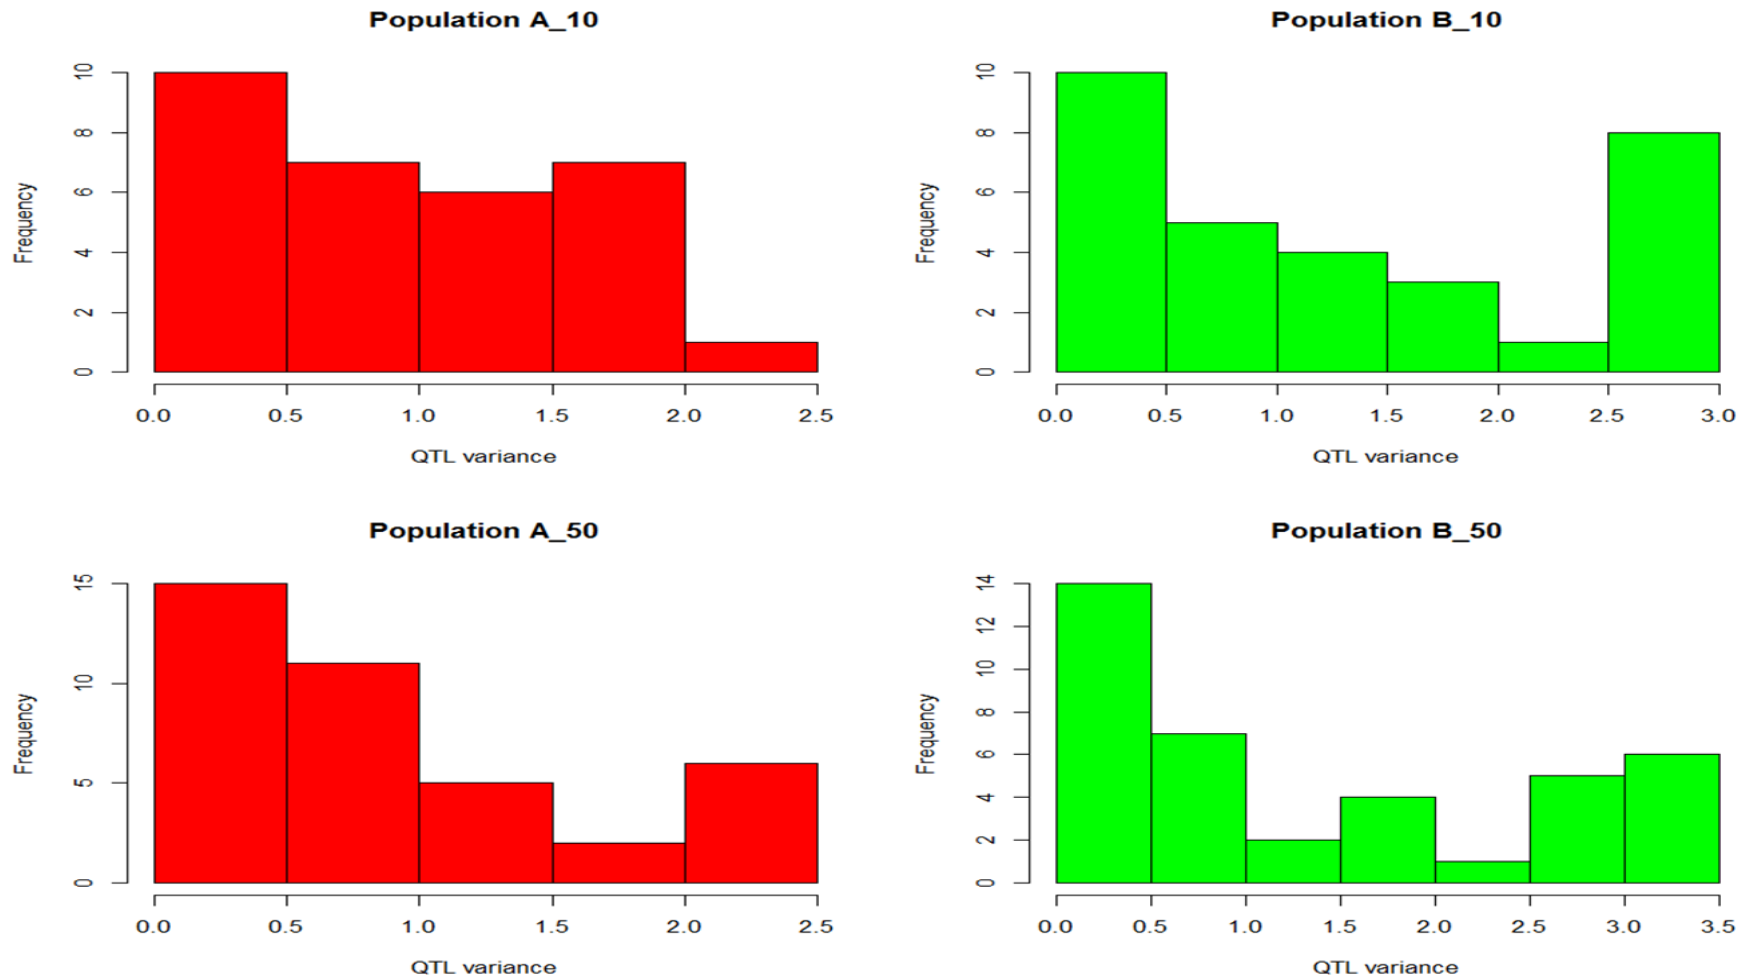 Population A_10
Frequency
10
8
6
4
2
0
0.0 0.5 1.0 1.5 2.0 2.5
QTL variance
Population B_10
Frequency
10
8
6
4
2
0
0.0 0.5 1.0 1.5 2.0 2.5 3.0
QTL variance
Population A_50
Frequency
15
10
5
0
0.0 0.5 1.0 1.5 2.0 2.5
QTL variance
Population B_50
Frequency
14
12
10
8
6
4
2
0
0.0 0.5 1.0 1.5 2.0 2.5 3.0 3.5
QTL variance